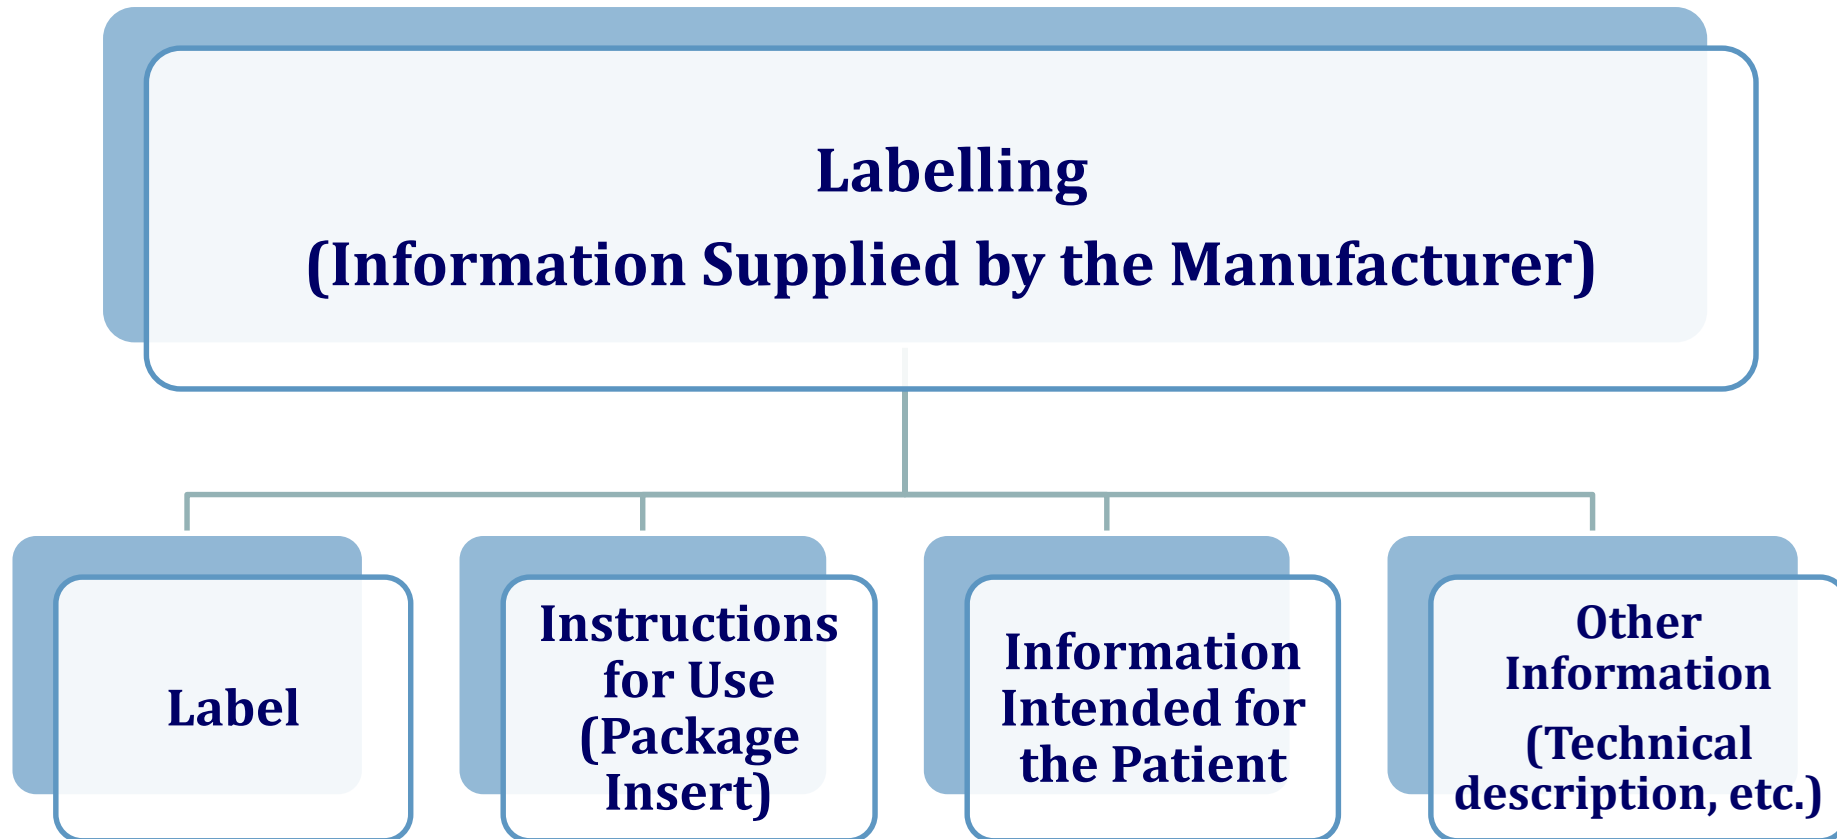 Labelling
(Information Supplied by the Manufacturer)
Label
Instructions
for Use
(Package
Insert)
Information
Intended for
the Patient
Other
Information
(Technical
description, etc.)